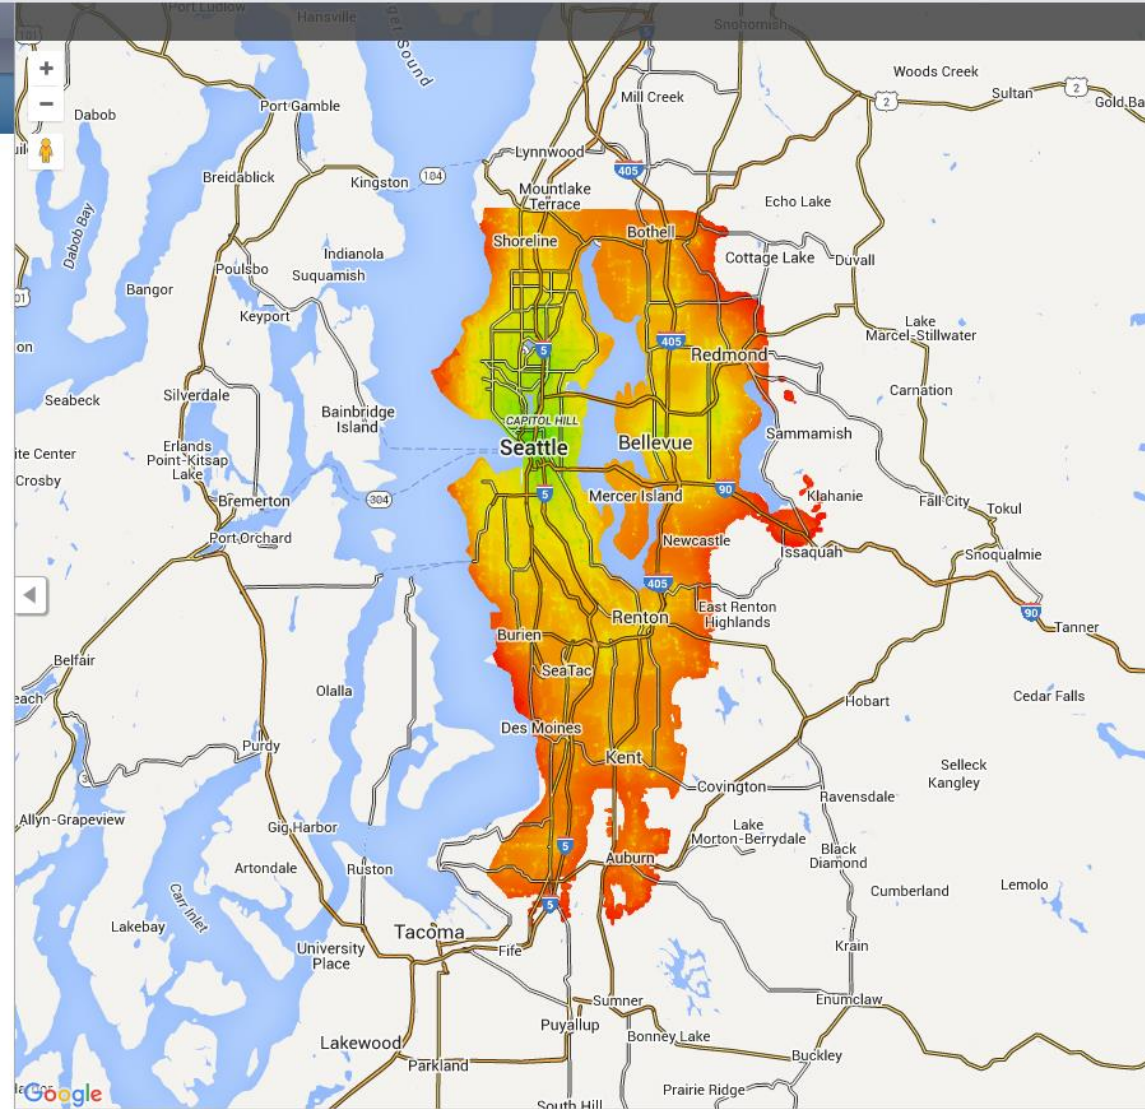 Port Ludlow
Hansville
Snohomish
101
5
Sound
+
−
Woods Creek
Sultan
2
2
Mill Creek
Port Gamble
Dabob
Lynnwood
405
Breidablick
Kingston
104
Mountlake
Terrace
Echo Lake
Dabob Bay
Shoreline
Bothell
Indianola
Cottage Lake
Duvall
Poulsbo
Suquamish
Bangor
Keyport
Lake
Marcel-Stillwater
5
405
Redmond
Seabeck
Silverdale
Carnation
Bainbridge
Island
CAPITOL HILL
Sammamish
Seattle
Bellevue
Erlands
Point-Kitsap
Lake
Crosby
Bremerton
304
5
Mercer Island
90
Klahanie
Fall City
Tokul
Port Orchard
Newcastle
Issaquah
Snoqualmie
405
East Renton
Highlands
90
Renton
Tanner
Burien
Belfair
SeaTac
Olalla
Hobart
Cedar Falls
Des Moines
Purdy
Kent
Selleck
Kangley
Covington
Ravensdale
Allyn-Grapeview
Gig Harbor
Lake
Morton-Berrydale
5
Auburn
Black
Diamond
Artondale
Ruston
Cumberland
Lemolo
Carr Inlet
5
Lakebay
Tacoma
University
Place
Fife
Krain
Sumner
Enumclaw
Puyallup
Lakewood
Bonney Lake
Buckley
Parkland
Google
Prairie Ridge
South Hill